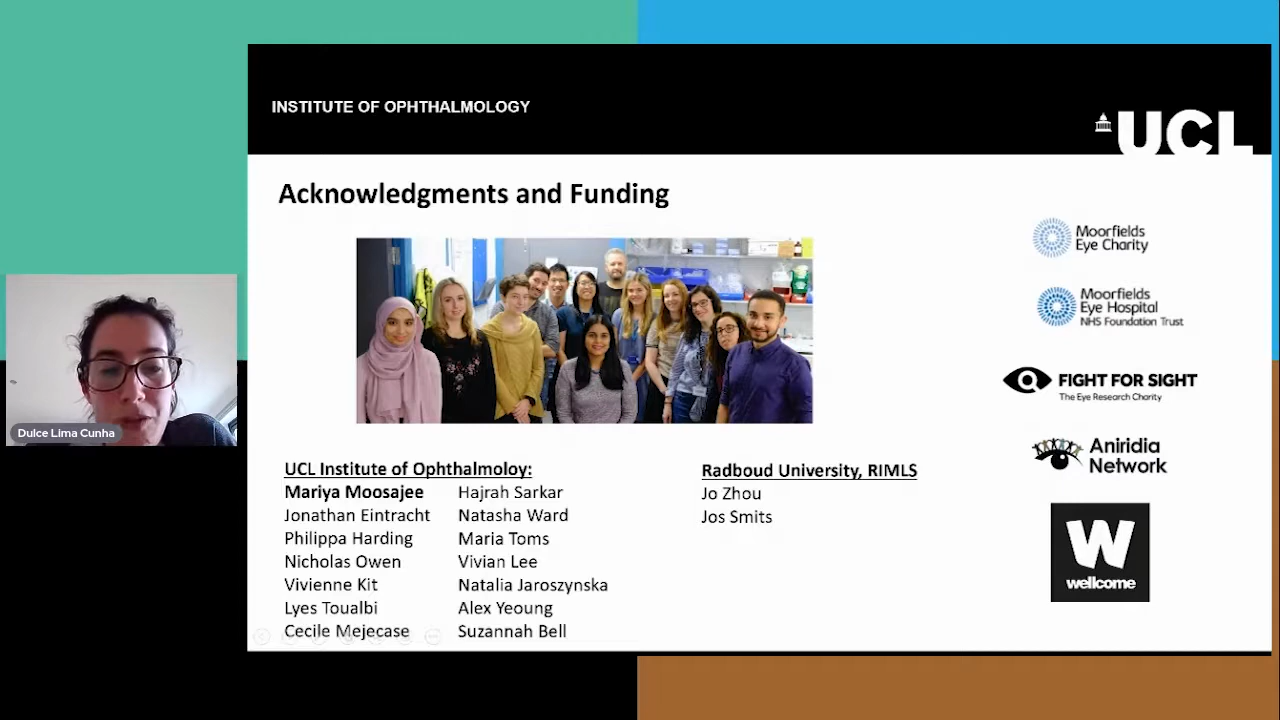 INSTITUTE OF OPHTHALMOLOGY
UCL
Acknowledgments and Funding
Moorfields
Eye Charity
Moorfields
Eye Hospital
NHS Foundation Trust
FIGHT FOR SIGHT
The Eye Research Charity
Aniridia
Network
W
wellcome
Dulce Lima Cunha
UCL Institute of Ophthalmoloy:
Mariya Moosajee
Jonathan Eintracht
Philippa Harding
Nicholas Owen
Vivienne Kit
Lyes Toualbi
Cecile Mejecase
Hajrah Sarkar
Natasha Ward
Maria Toms
Vivian Lee
Natalia Jaroszynska
Alex Yeoung
Suzannah Bell
Radboud University, RIMLS
Jo Zhou
Jos Smits